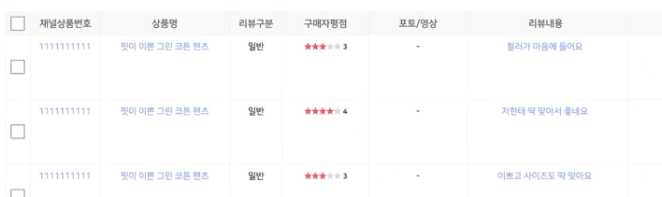 채널상품번호 상품명 리뷰구분 구매자평점 포토/영상 리뷰내용
1111111111 핏이 이쁜 그린 코튼 팬츠 일반 ★★★★★ 3 - 컬러가 마음에 들어요
1111111111 핏이 이쁜 그린 코튼 팬츠 일반 ★★★★★ 4 - 저한테 딱 맞아서 좋네요
1111111111 핏이 이쁜 그린 코튼 팬츠 일반 ★★★★★ 3 - 이쁘고 사이즈도 딱 맞아요